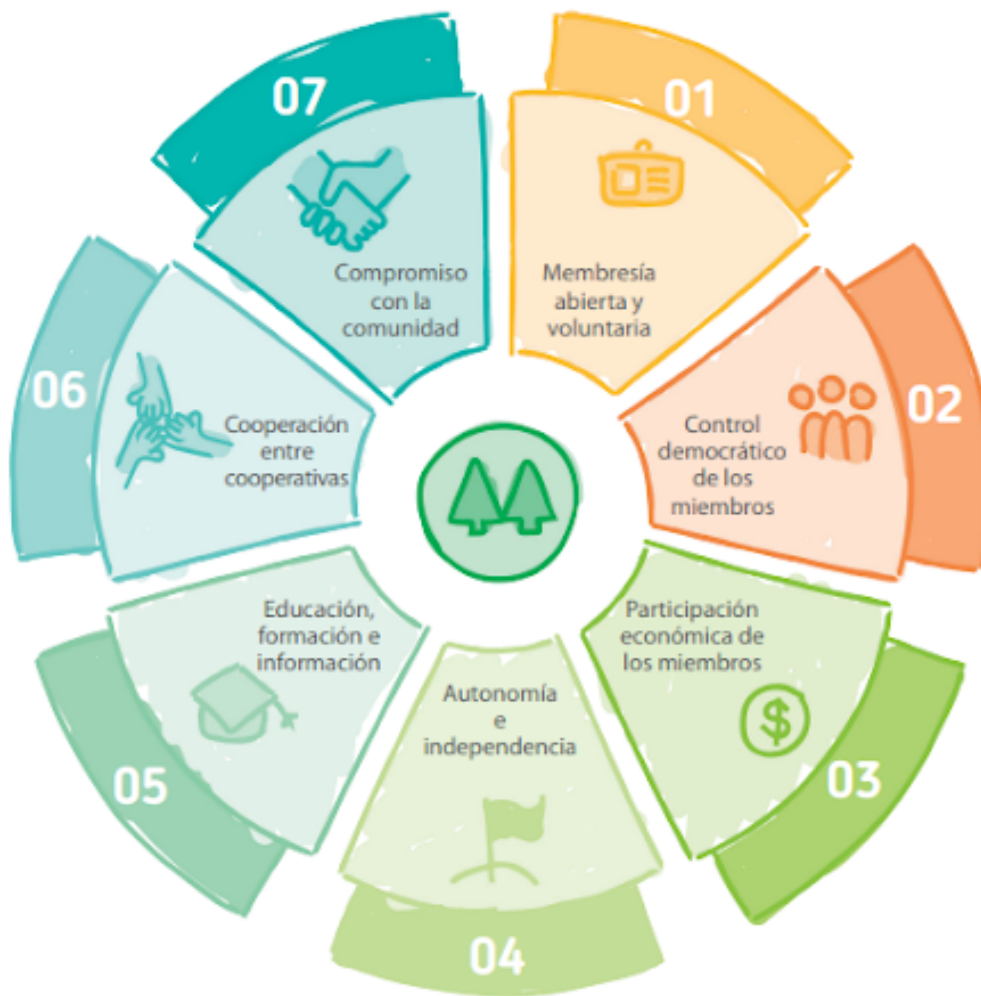 01
Membresía
abierta y
voluntaria
02
Control
democrático
de los
miembros
03
Participación
económica de
los miembros
$
04
Autonomía
e
independencia
05
Educación,
formación e
información
06
Cooperación
entre
cooperativas
07
Compromiso
con la
comunidad